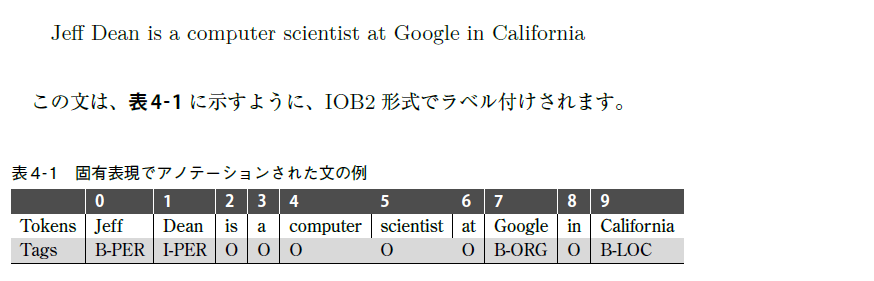 Jeff Dean is a computer scientist at Google in California
この文は、表4-1 に示すように、IOB2 形式でラベル付けされます。
表4-1　固有表現でアノテーションされた文の例
0 1 2 3 4 5 6 7 8 9
Tokens Jeff Dean is a computer scientist at Google in California
Tags B-PER I-PER O O O O O B-ORG O B-LOC